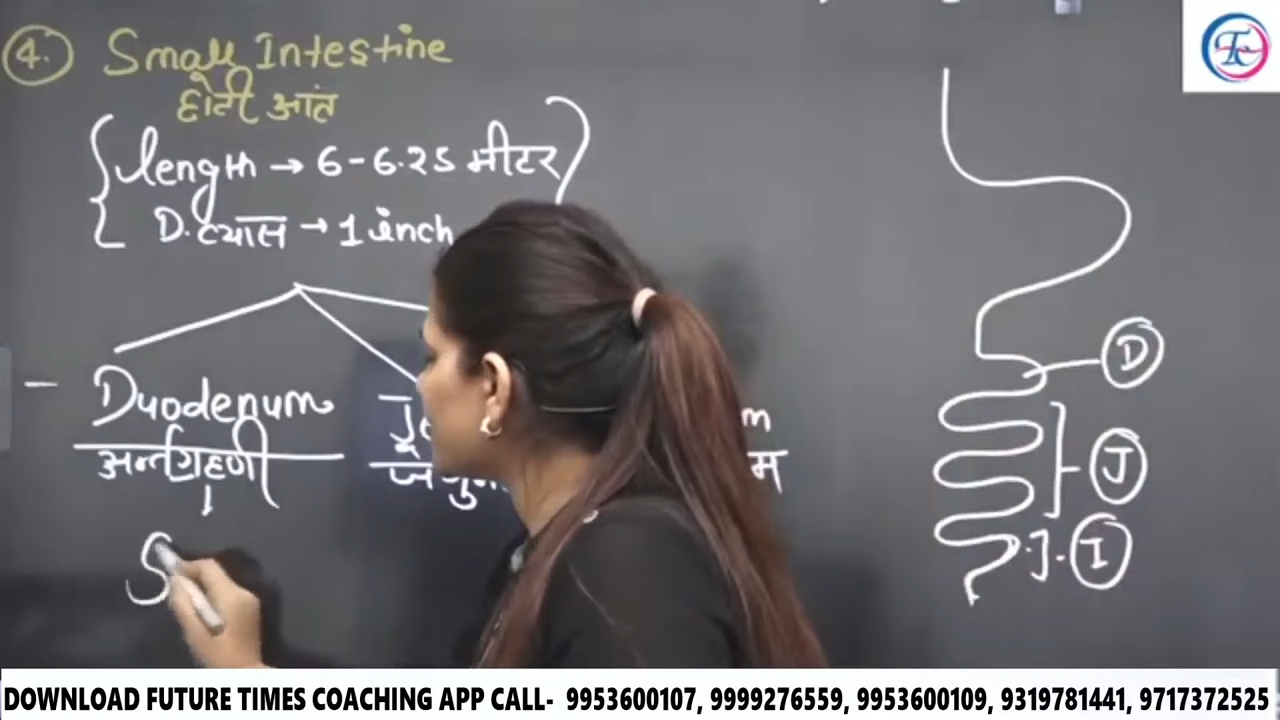 4. Small Intestine
छोटी आंत
length → 6-6.25 मीटर
D. व्यास → 1 inch
Duodenum
अर्न्तग्रहणी
S
D
J
I
DOWNLOAD FUTURE TIMES COACHING APP CALL- 9953600107, 9999276559, 9953600109, 9319781441, 9717372525